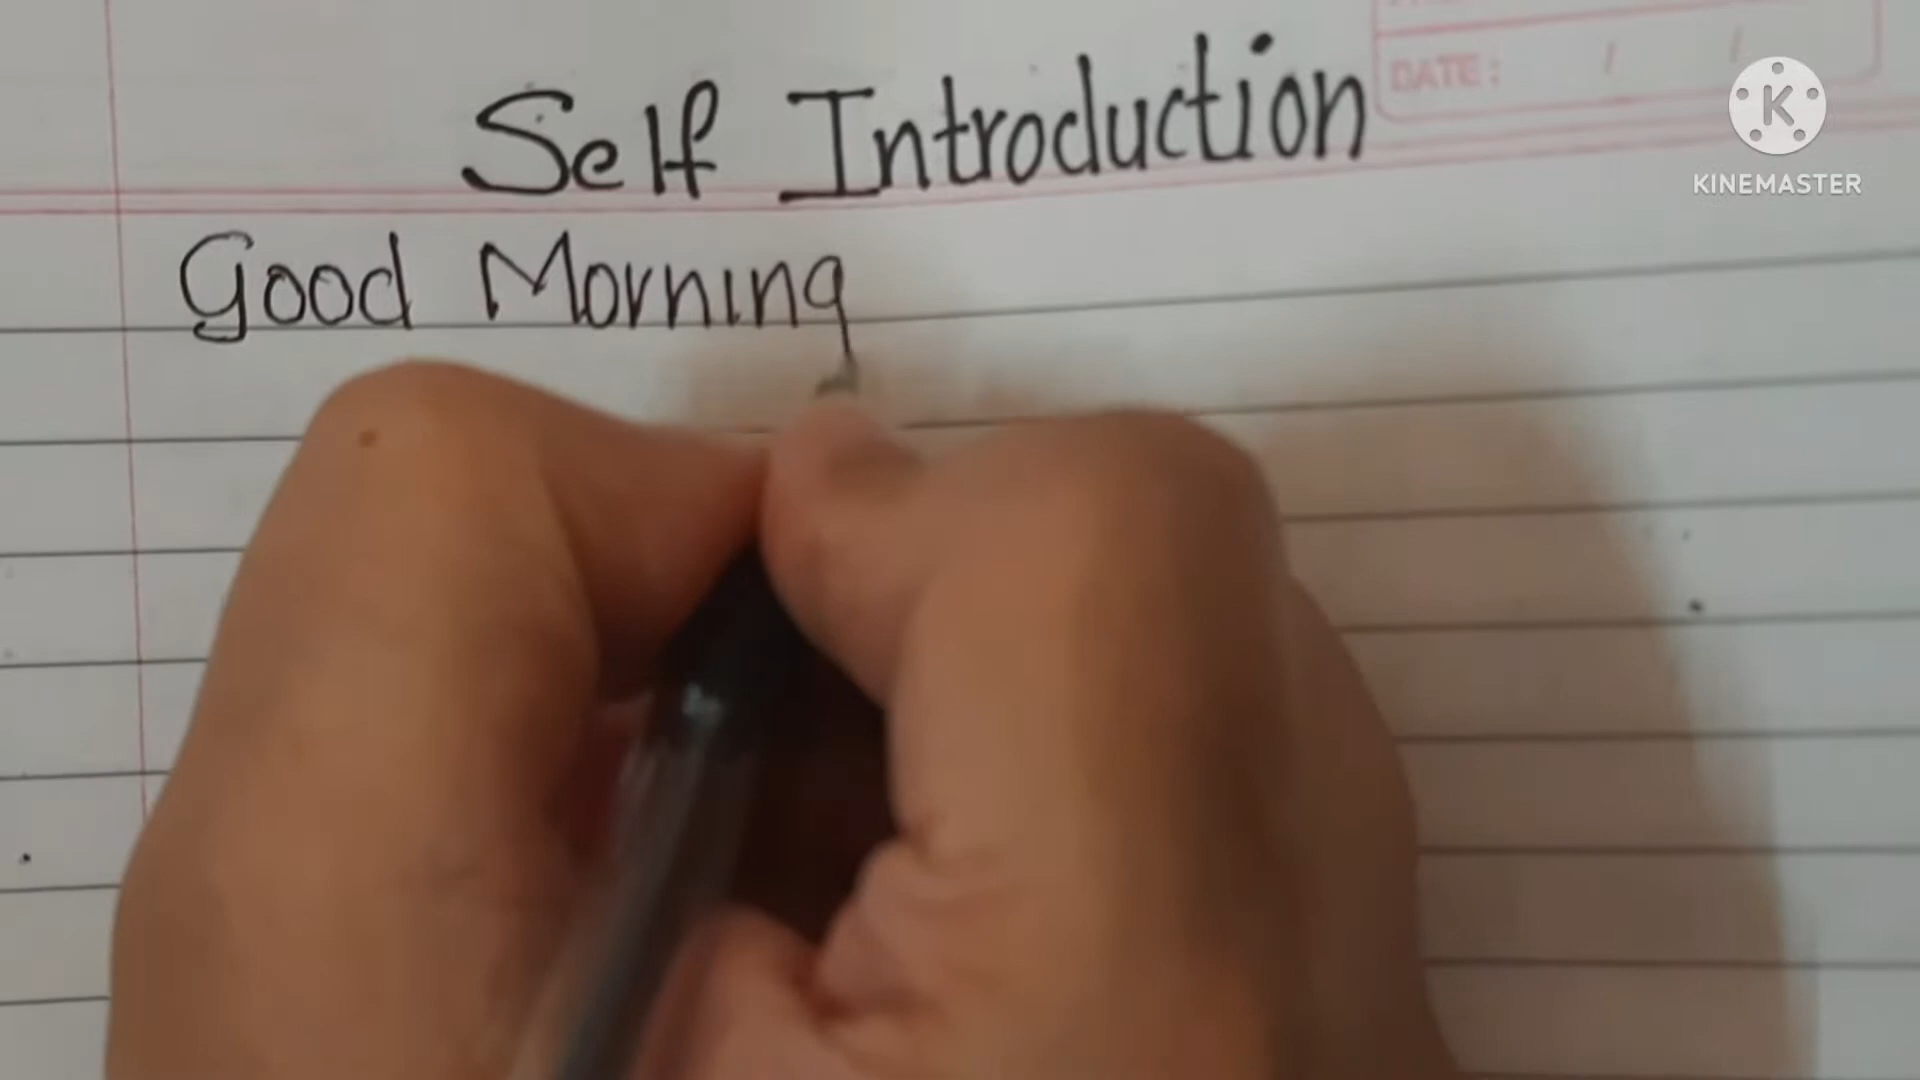 DATE: / /
Self Introduction
KINEMASTER
Good Morning